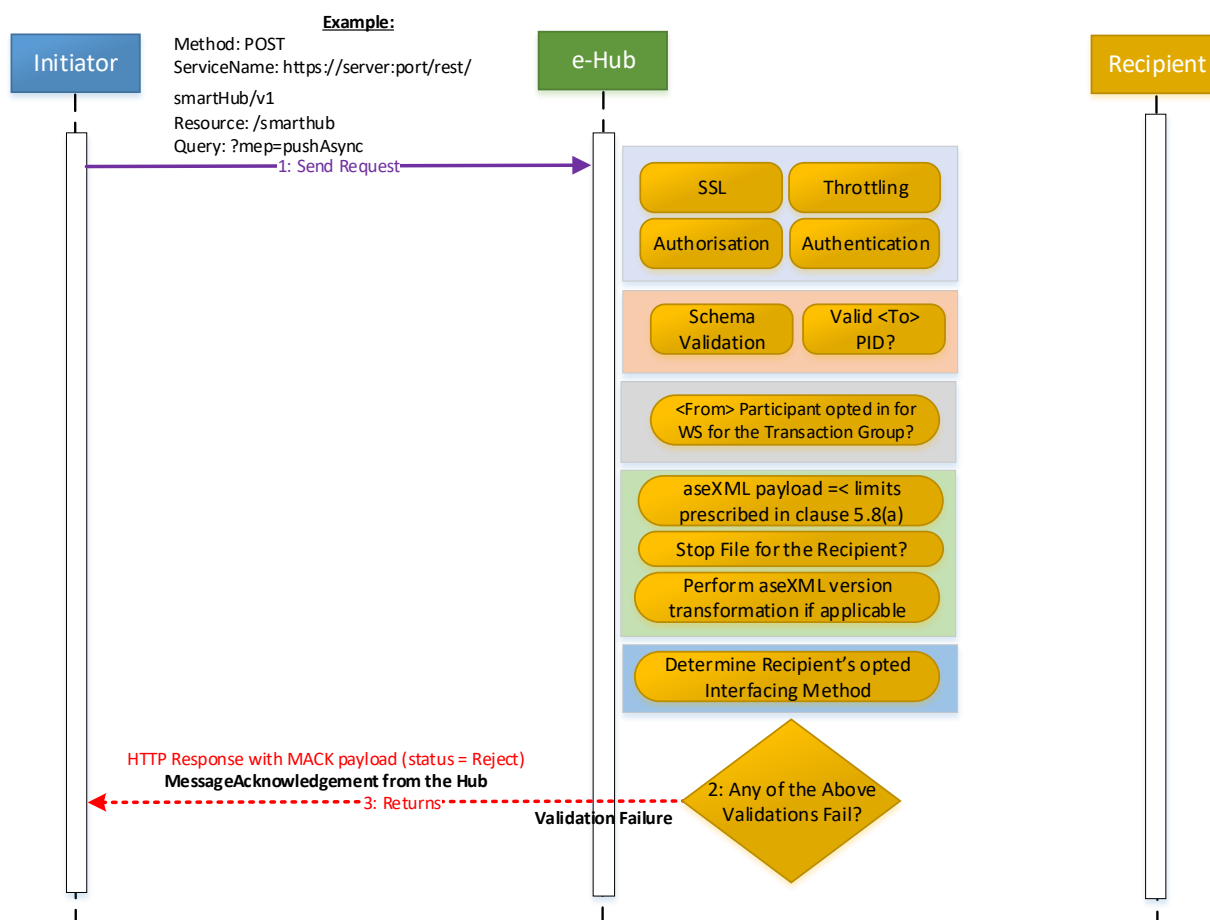 Example:
Method: POST
ServiceName: https://server:port/rest/
smartHub/v1
Resource: /smarthub
Query: ?mep=pushAsync
Initiator
e-Hub
Recipient
1: Send Request
SSL
Throttling
Authorisation
Authentication
Schema
Validation
Valid <To>
PID?
<From> Participant opted in for
WS for the Transaction Group?
aseXML payload =< limits
prescribed in clause 5.8(a)
Stop File for the Recipient?
Perform aseXML version
transformation if applicable
Determine Recipient’s opted
Interfacing Method
HTTP Response with MACK payload (status = Reject)
MessageAcknowledgement from the Hub
3: Returns
Validation Failure
2: Any of the Above
Validations Fail?